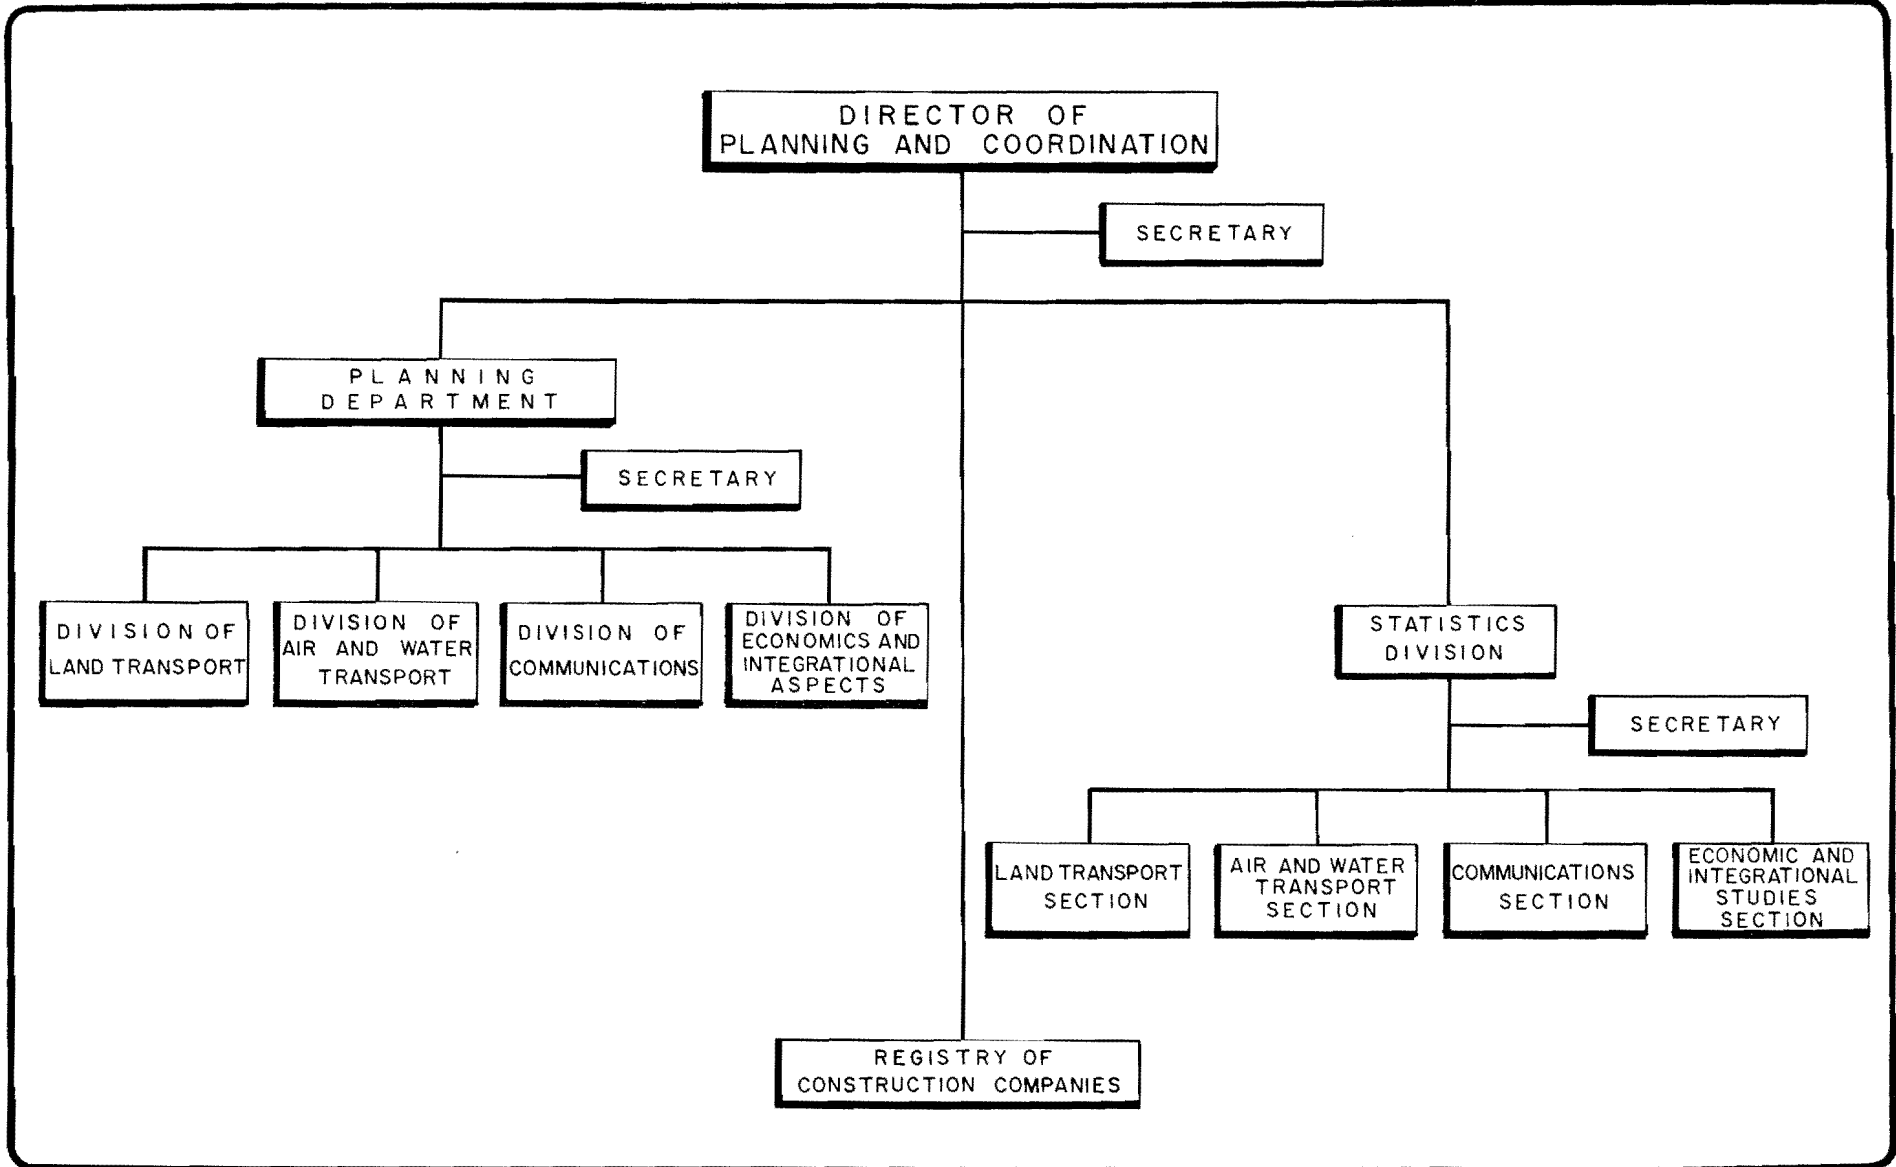 DIRECTOR OF
PLANNING AND COORDINATION
SECRETARY
PLANNING
DEPARTMENT
SECRETARY
DIVISION OF
LAND TRANSPORT
DIVISION OF
AIR AND WATER
TRANSPORT
DIVISION OF
COMMUNICATIONS
DIVISION OF
ECONOMICS AND
INTEGRATIONAL
ASPECTS
STATISTICS
DIVISION
SECRETARY
LAND TRANSPORT
SECTION
AIR AND WATER
TRANSPORT
SECTION
COMMUNICATIONS
SECTION
ECONOMIC AND
INTEGRATIONAL
STUDIES
SECTION
REGISTRY OF
CONSTRUCTION COMPANIES